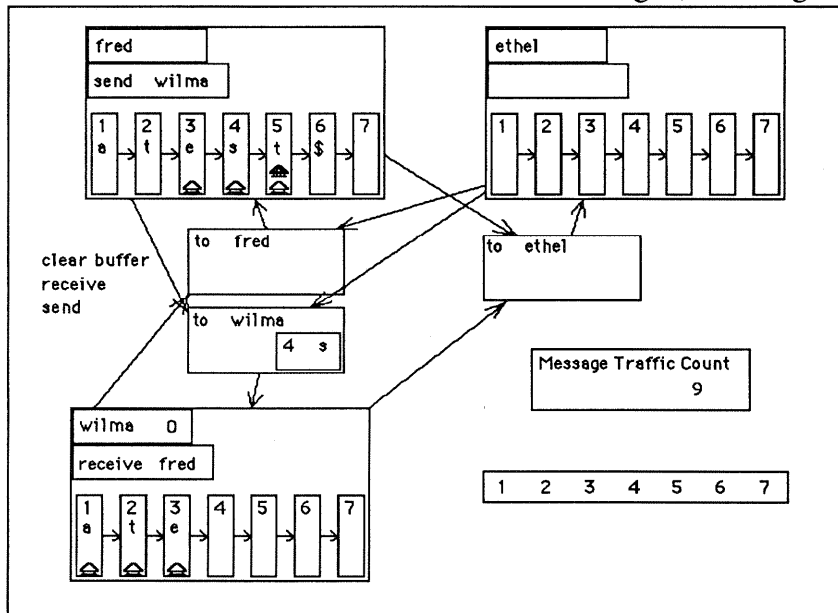 fred
send wilma
1 2 3 4 5 6 7
a t e s t $
ethel
1 2 3 4 5 6 7
to fred
to ethel
clear buffer
receive
send
to wilma
4 s
Message Traffic Count
9
wilma 0
receive fred
1 2 3 4 5 6 7
a t e
1 2 3 4 5 6 7